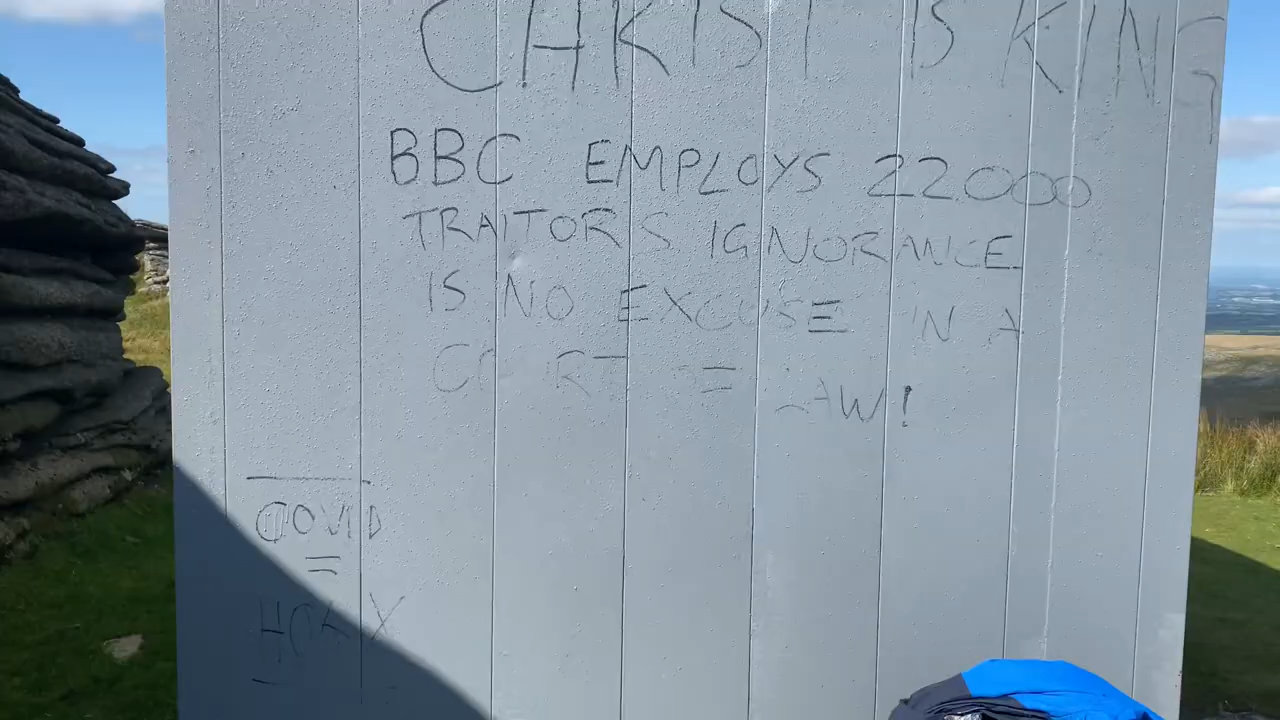 CHRIST IS KING
BBC EMPLOYS 22000
TRAITORS IGNORANCE
IS NO EXCUSE IN A
COURT OF LAW!
COVID
=
HOAX